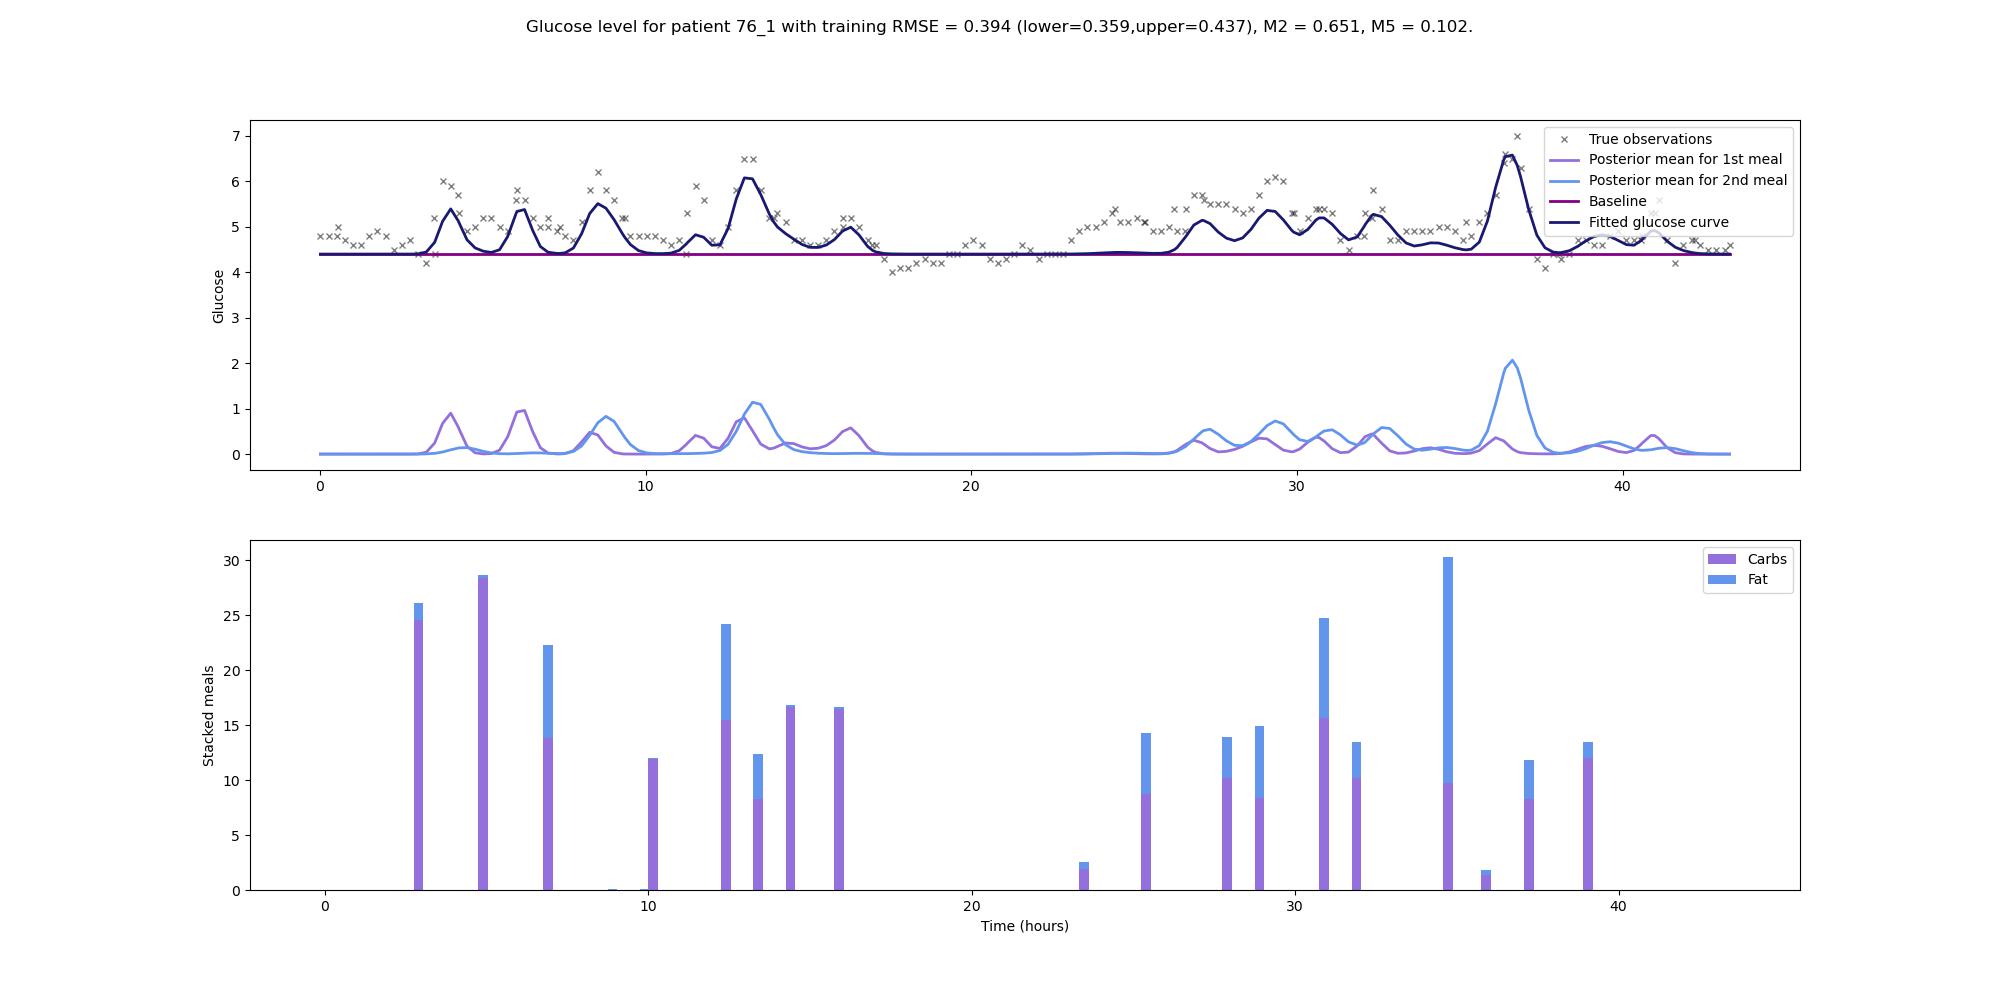 Glucose level for patient 76_1 with training RMSE = 0.394 (lower=0.359,upper=0.437), M2 = 0.651, M5 = 0.102.
7
6
5
4
3
2
1
0
Glucose
True observations
Posterior mean for 1st meal
Posterior mean for 2nd meal
Baseline
Fitted glucose curve
0 10 20 30 40
30
25
20
15
10
5
0
Stacked meals
Carbs
Fat
0 10 20 30 40
Time (hours)